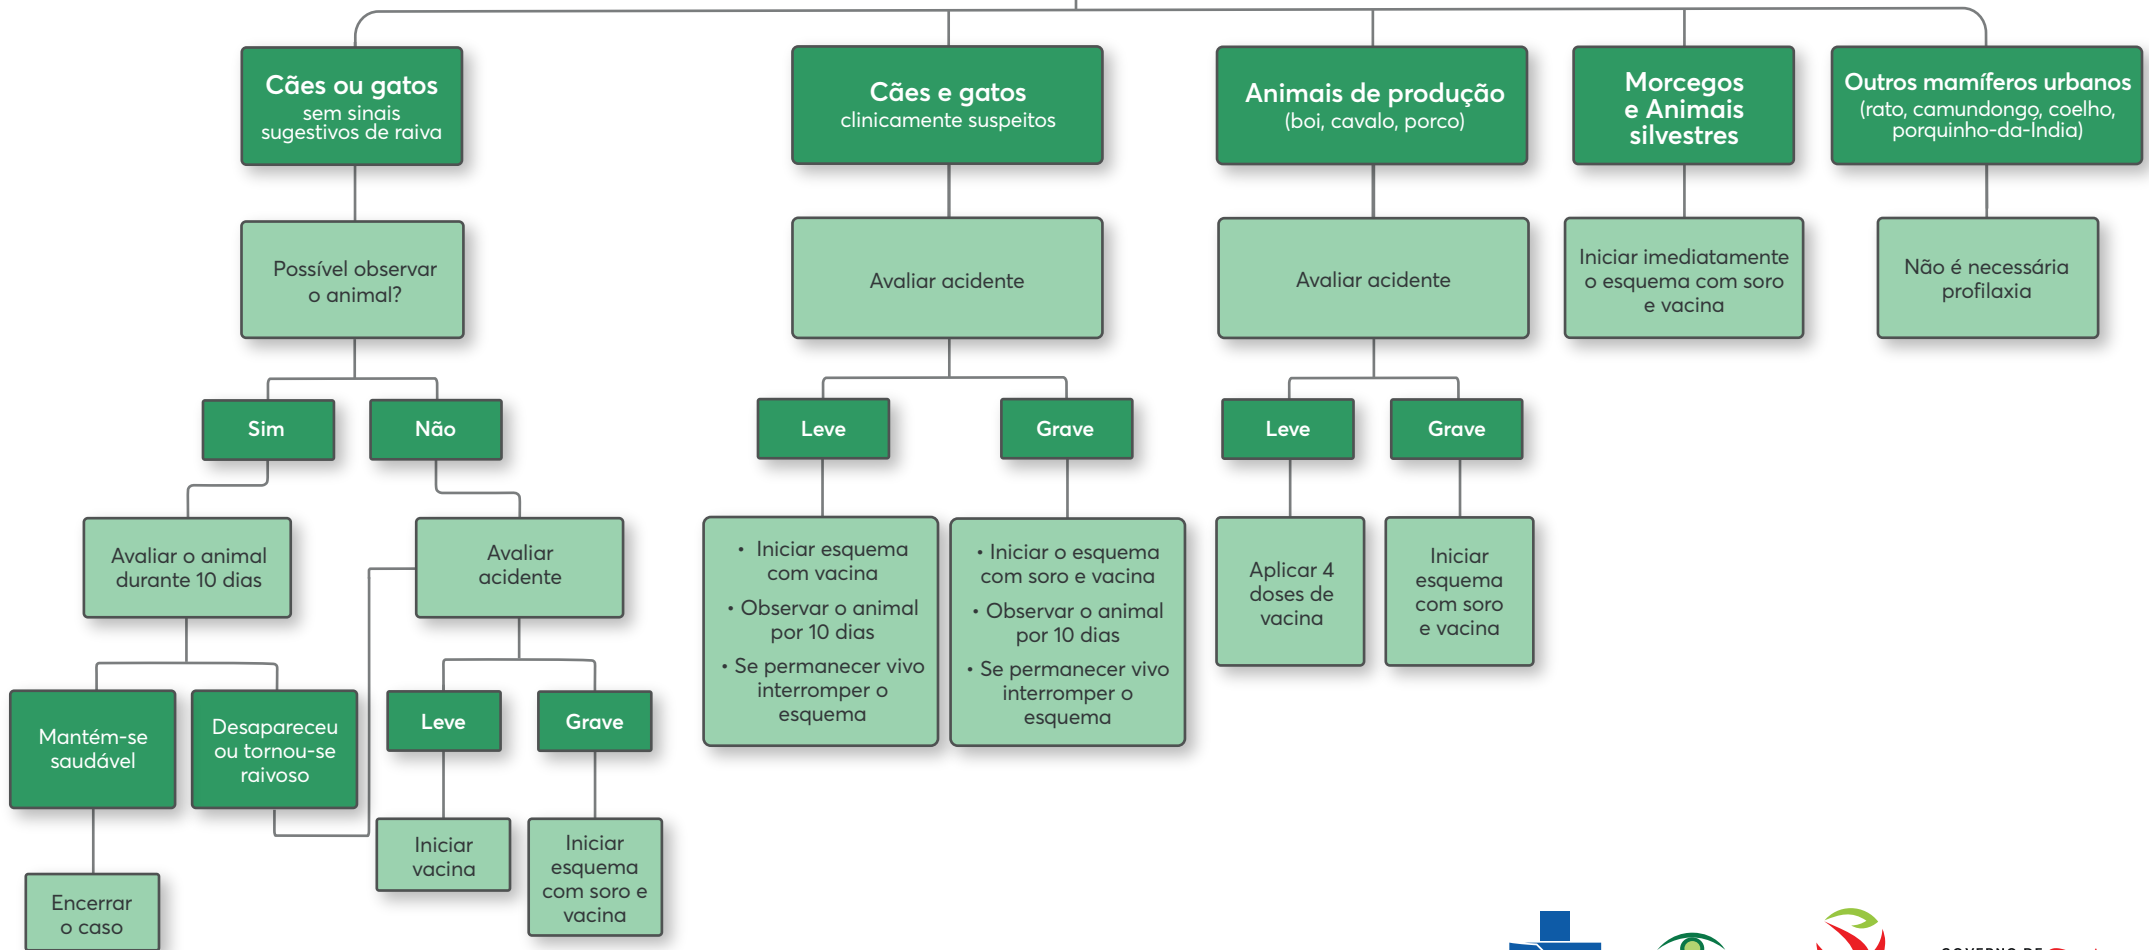 Cães ou gatos
sem sinais
sugestivos de raiva
Cães e gatos
clinicamente suspeitos
Animais de produção
(boi, cavalo, porco)
Morcegos
e Animais
silvestres
Outros mamíferos urbanos
(rato, camundongo, coelho,
porquinho-da-Índia)
Possível observar
o animal?
Avaliar acidente
Avaliar acidente
Iniciar imediatamente
o esquema com soro
e vacina
Não é necessária
profilaxia
Sim
Não
Leve
Grave
Leve
Grave
Avaliar o animal
durante 10 dias
Avaliar
acidente
• Iniciar esquema
com vacina
• Observar o animal
por 10 dias
• Se permanecer vivo
interromper o
esquema
• Iniciar o esquema
com soro e vacina
• Observar o animal
por 10 dias
• Se permanecer vivo
interromper o
esquema
Aplicar 4
doses de
vacina
Iniciar
esquema
com soro
e vacina
Mantém-se
saudável
Desapareceu
ou tornou-se
raivoso
Leve
Grave
Encerrar
o caso
Iniciar
vacina
Iniciar
esquema
com soro e
vacina
GOVERNO DE